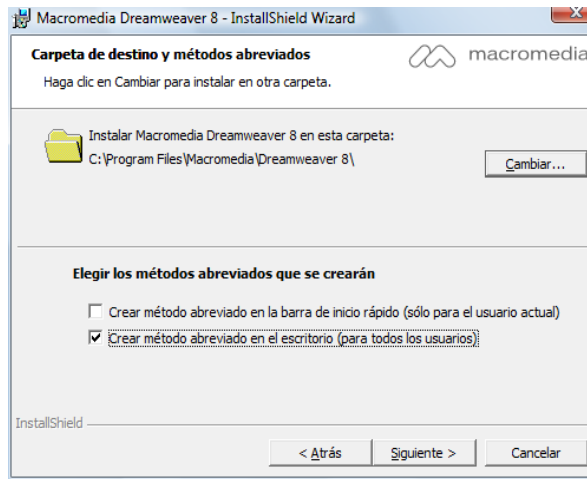 Macromedia Dreamweaver 8 - InstallShield Wizard
Carpeta de destino y métodos abreviados
macromedia
Haga clic en Cambiar para instalar en otra carpeta.
Instalar Macromedia Dreamweaver 8 en esta carpeta:
C:\Program Files\Macromedia\Dreamweaver 8\
Cambiar...
Elegir los métodos abreviados que se crearán
Crear método abreviado en la barra de inicio rápido (sólo para el usuario actual)
Crear método abreviado en el escritorio (para todos los usuarios)
InstallShield
< Atrás
Siguiente >
Cancelar